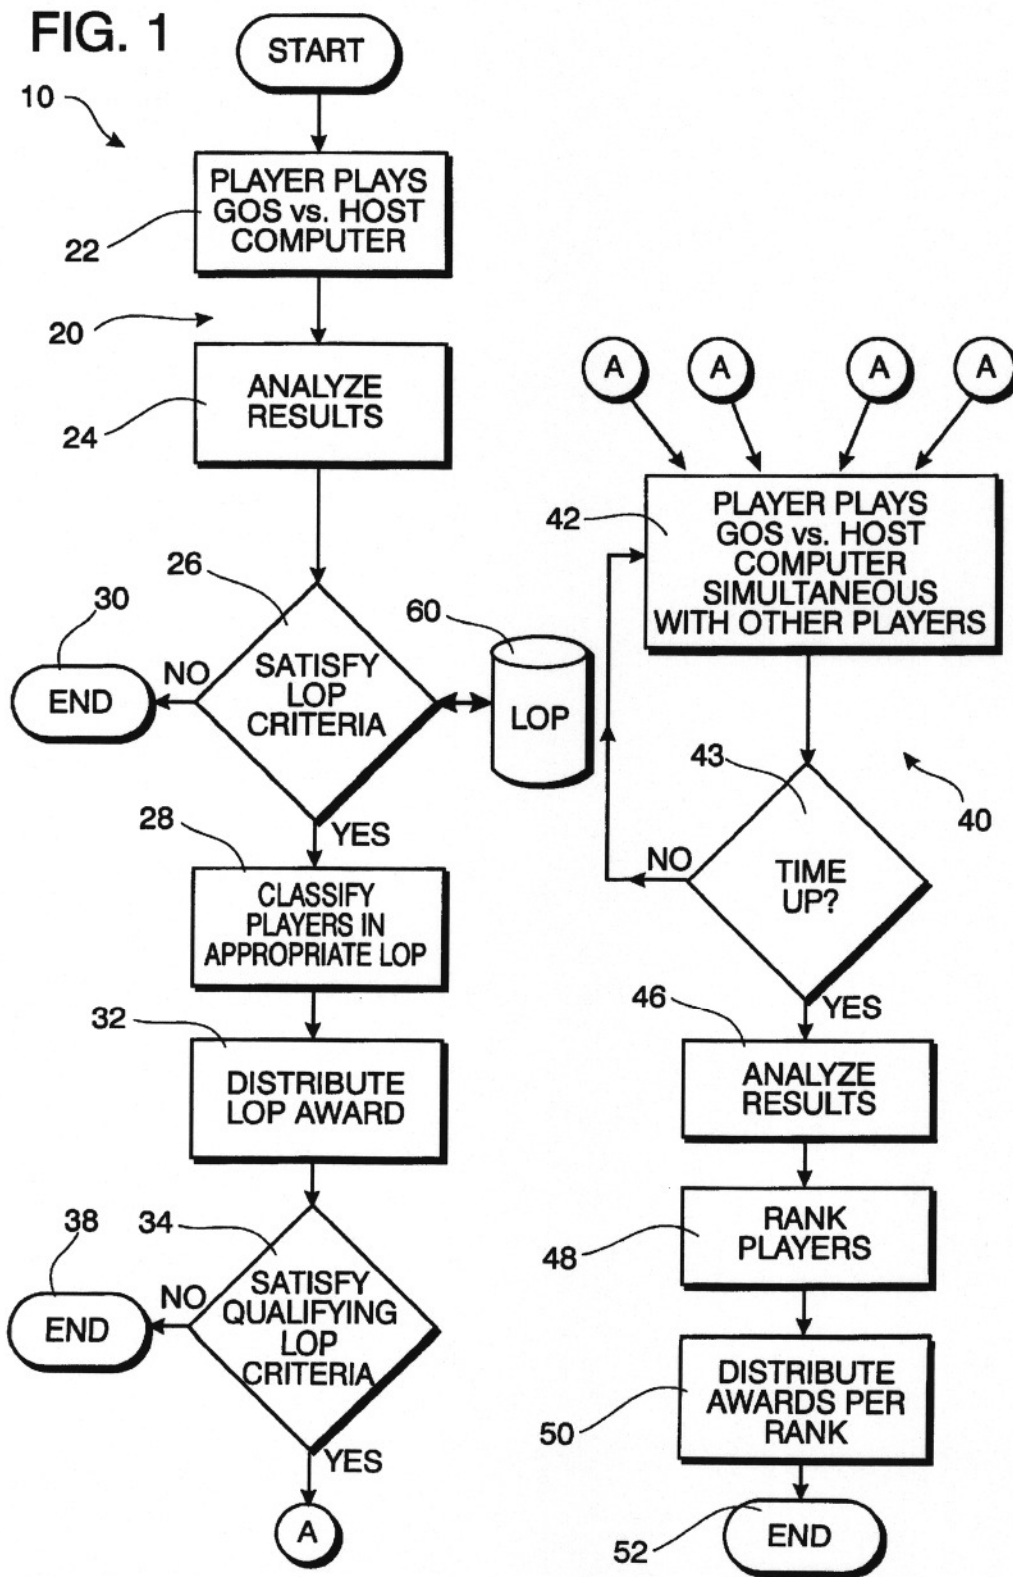 FIG. 1
START
10
PLAYER PLAYS
GOS vs. HOST
COMPUTER
22
20
ANALYZE
RESULTS
24
26
SATISFY
LOP
CRITERIA
NO
30
END
60
LOP
YES
28
CLASSIFY
PLAYERS IN
APPROPRIATE LOP
32
DISTRIBUTE
LOP AWARD
34
SATISFY
QUALIFYING
LOP
CRITERIA
NO
38
END
YES
A
A
A
A
A
42
PLAYER PLAYS
GOS vs. HOST
COMPUTER
SIMULTANEOUS
WITH OTHER PLAYERS
43
40
TIME
UP?
NO
YES
46
ANALYZE
RESULTS
48
RANK
PLAYERS
50
DISTRIBUTE
AWARDS PER
RANK
52
END